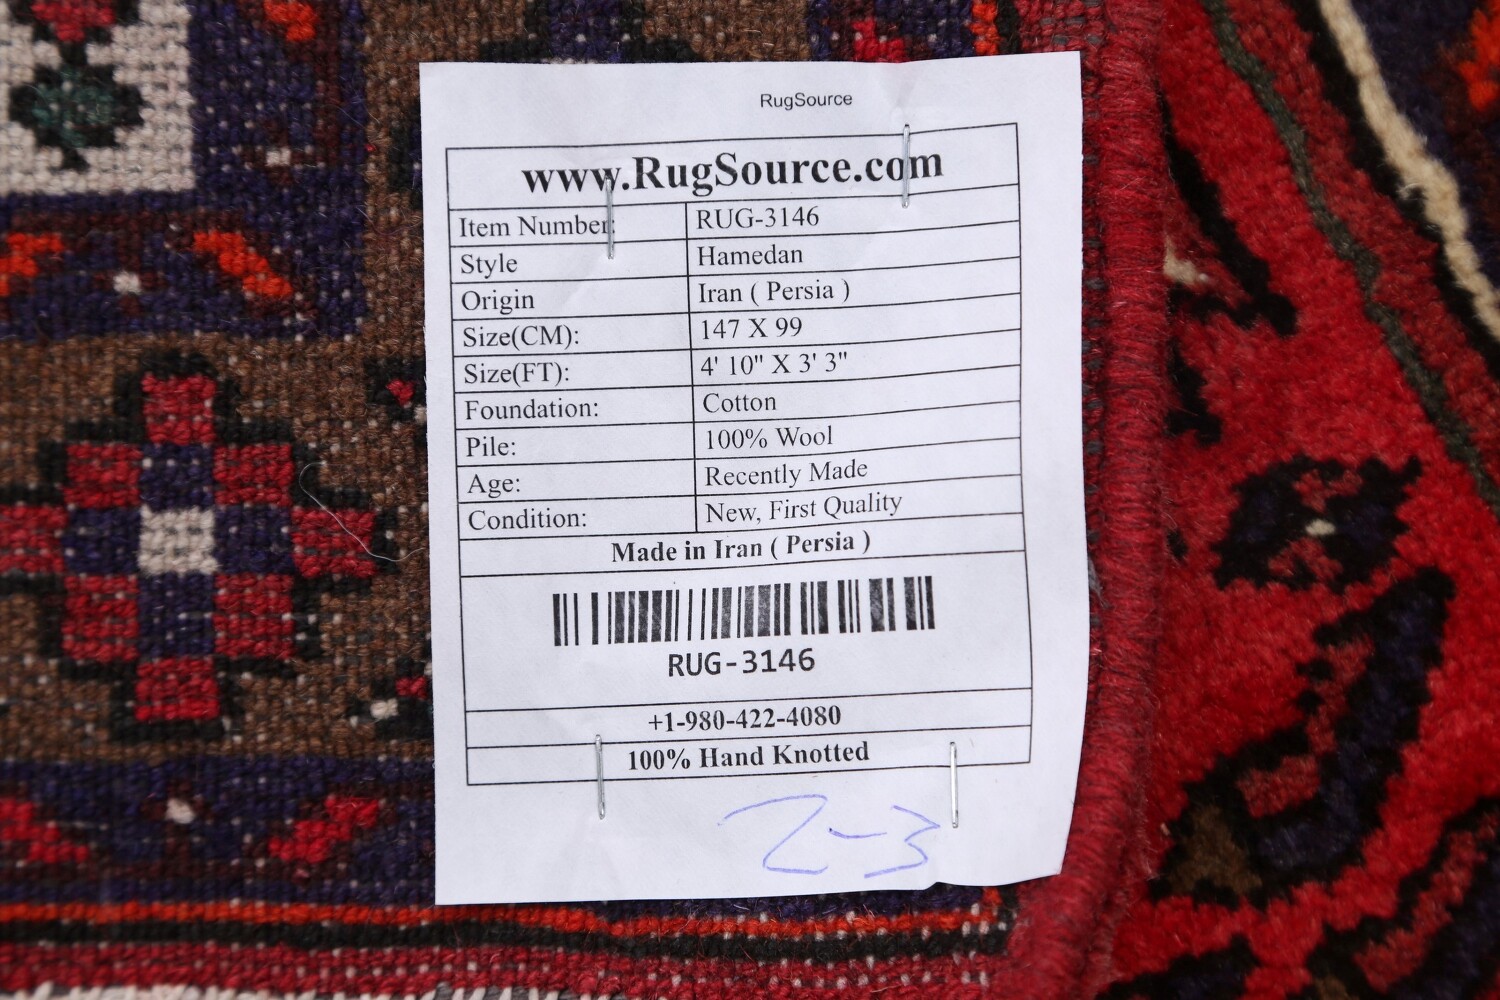 RugSource
www.RugSource.com
Item Number: RUG-3146
Style Hamedan
Origin Iran ( Persia )
Size(CM): 147 X 99
Size(FT): 4' 10" X 3' 3"
Foundation: Cotton
Pile: 100% Wool
Age: Recently Made
Condition: New, First Quality
Made in Iran ( Persia )
RUG-3146
+1-980-422-4080
100% Hand Knotted
2-3